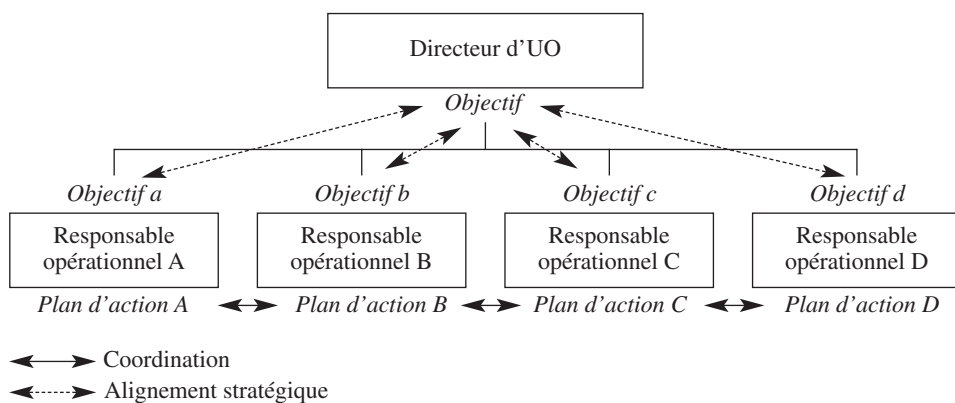 Directeur d’UO
Objectif
Objectif a Objectif b Objectif c Objectif d
Responsable opérationnel A
Responsable opérationnel B
Responsable opérationnel C
Responsable opérationnel D
Plan d’action A Plan d’action B Plan d’action C Plan d’action D
Coordination
Alignement stratégique